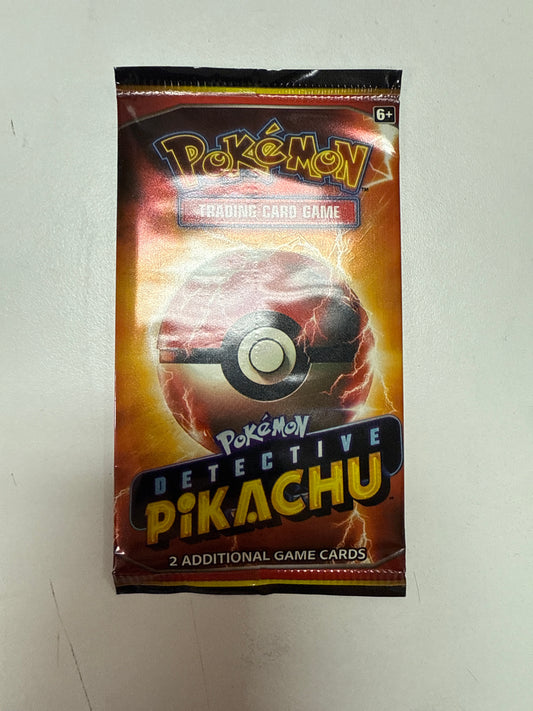 6+
POKéMON
TRADING CARD GAME
POKéMON
DETECTIVE
PiKACHU
2 ADDITIONAL GAME CARDS